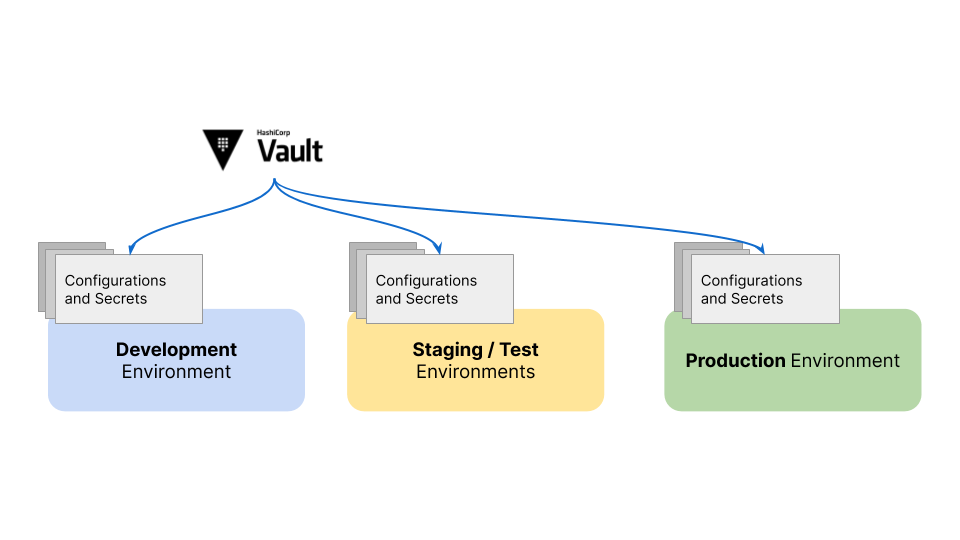 HashiCorp
Vault
Configurations
and Secrets
Configurations
and Secrets
Configurations
and Secrets
Development
Environment
Staging / Test
Environments
Production Environment